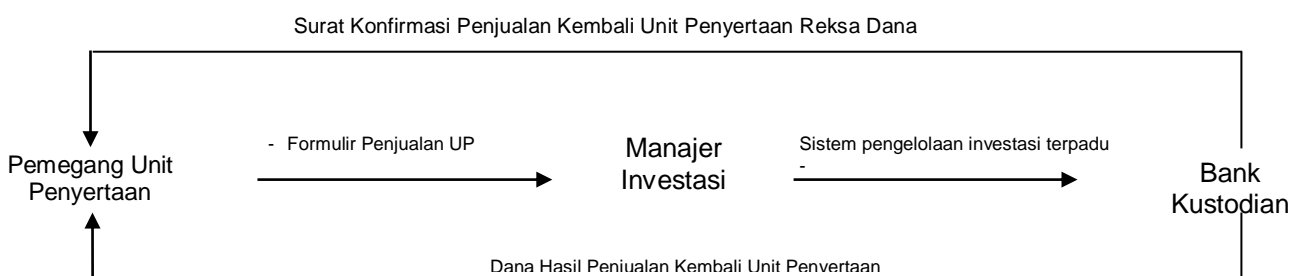 Surat Konfirmasi Penjualan Kembali Unit Penyertaan Reksa Dana
- Formulir Penjualan UP
Manajer
Investasi
Sistem pengelolaan investasi terpadu
-
Pemegang Unit
Penyertaan
Bank
Kustodian
Dana Hasil Penjualan Kembali Unit Penyertaan